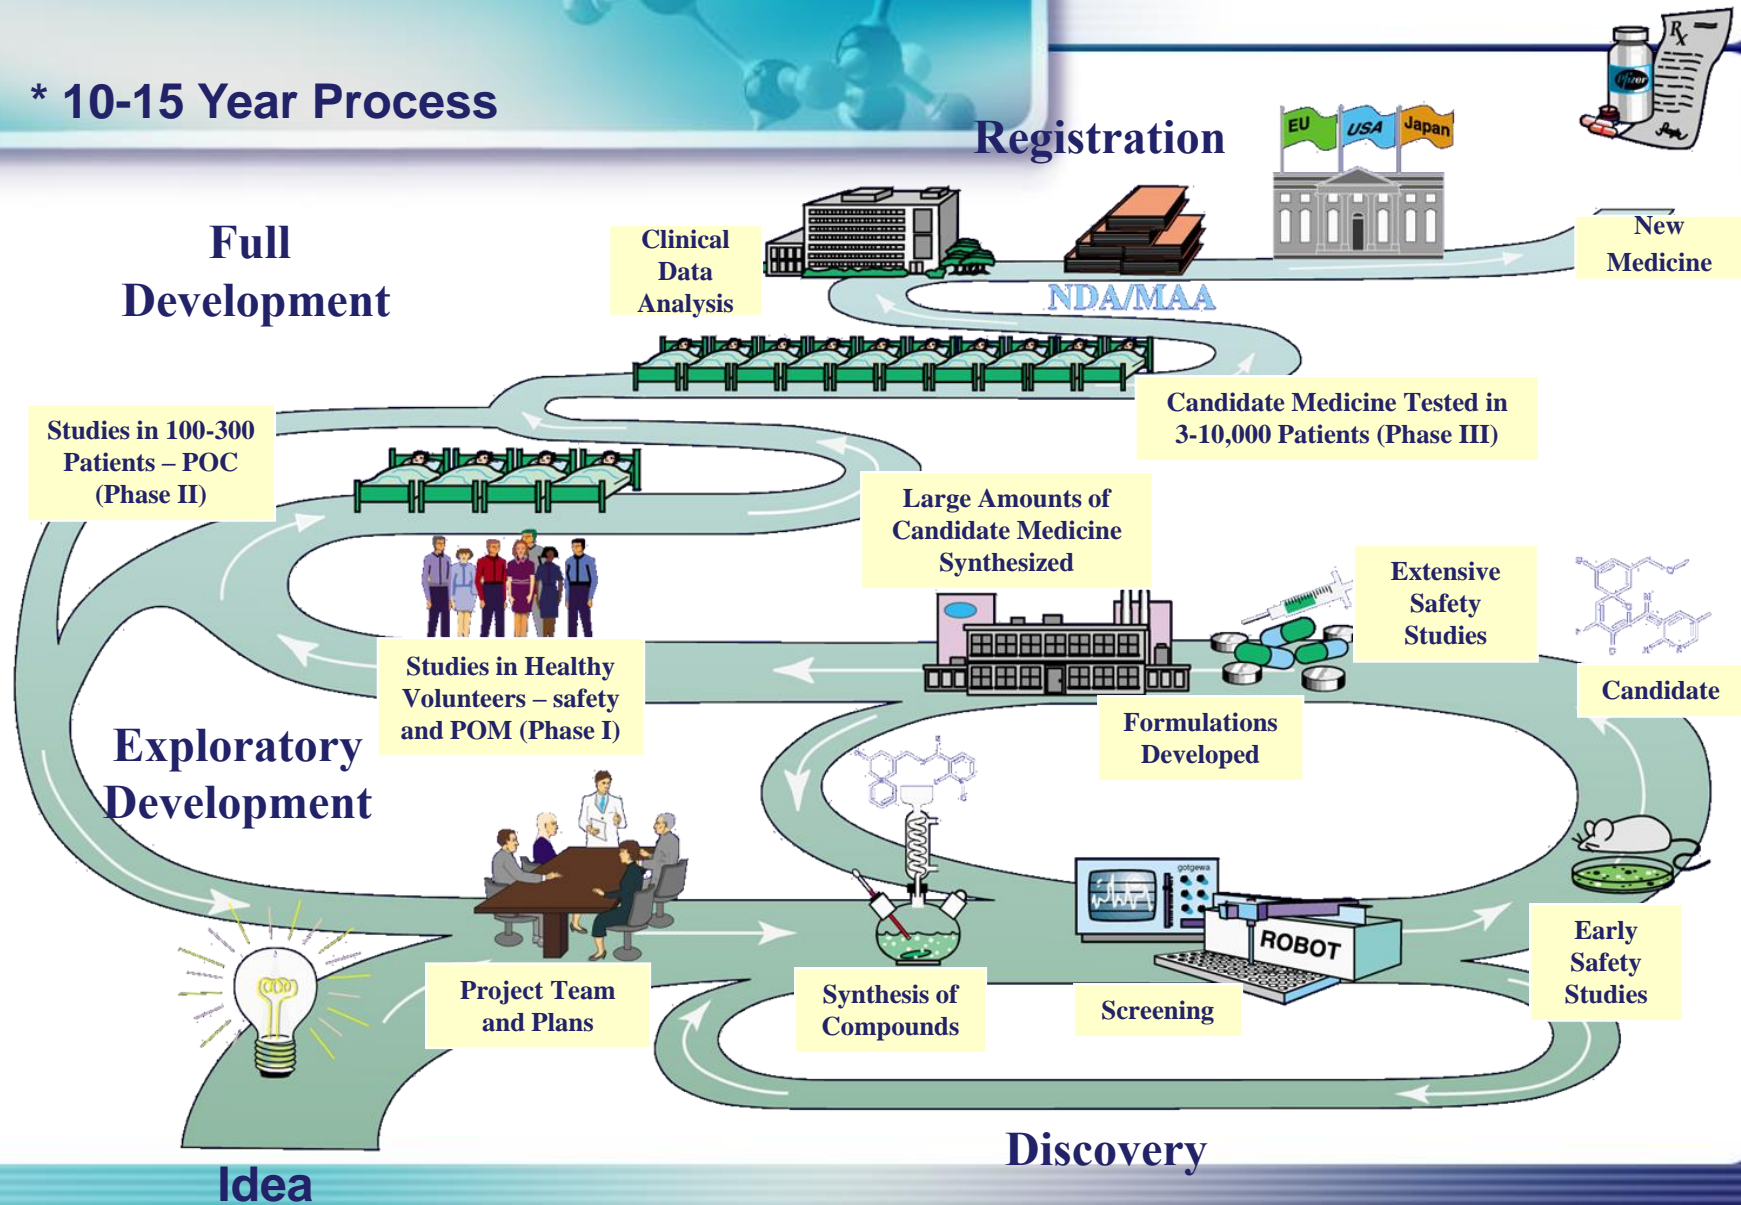 * 10-15 Year Process
Registration
EU
USA
Japan
Rx
Pfizer
Full
Development
Clinical
Data
Analysis
NDA/MAA
New
Medicine
Studies in 100-300
Patients – POC
(Phase II)
Candidate Medicine Tested in
3-10,000 Patients (Phase III)
Large Amounts of
Candidate Medicine
Synthesized
Extensive
Safety
Studies
Candidate
Studies in Healthy
Volunteers – safety
and POM (Phase I)
Formulations
Developed
Exploratory
Development
gotgewa
ROBOT
Early
Safety
Studies
Project Team
and Plans
Synthesis of
Compounds
Screening
Discovery
Idea